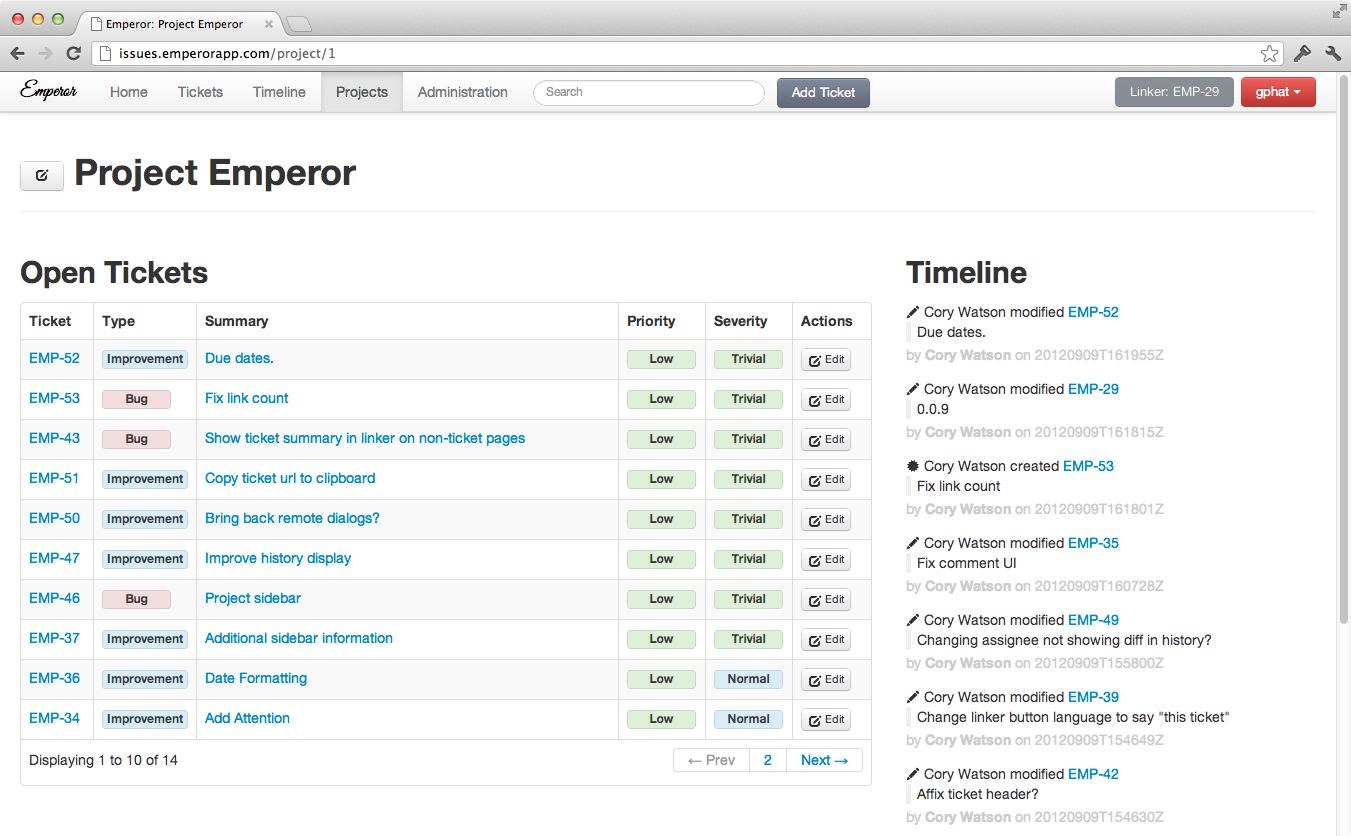 Emperor: Project Emperor
issues.emperorapp.com/project/1
Emperor Home Tickets Timeline Projects Administration Search Add Ticket Linker: EMP-29 gphat
Project Emperor
Open Tickets
Ticket Type Summary Priority Severity Actions
EMP-52 Improvement Due dates. Low Trivial Edit
EMP-53 Bug Fix link count Low Trivial Edit
EMP-43 Bug Show ticket summary in linker on non-ticket pages Low Trivial Edit
EMP-51 Improvement Copy ticket url to clipboard Low Trivial Edit
EMP-50 Improvement Bring back remote dialogs? Low Trivial Edit
EMP-47 Improvement Improve history display Low Trivial Edit
EMP-46 Bug Project sidebar Low Trivial Edit
EMP-37 Improvement Additional sidebar information Low Trivial Edit
EMP-36 Improvement Date Formatting Low Normal Edit
EMP-34 Improvement Add Attention Low Normal Edit
Displaying 1 to 10 of 14 ← Prev 2 Next →
Timeline
Cory Watson modified EMP-52
Due dates.
by Cory Watson on 20120909T161955Z
Cory Watson modified EMP-29
0.0.9
by Cory Watson on 20120909T161815Z
Cory Watson created EMP-53
Fix link count
by Cory Watson on 20120909T161801Z
Cory Watson modified EMP-35
Fix comment UI
by Cory Watson on 20120909T160728Z
Cory Watson modified EMP-49
Changing assignee not showing diff in history?
by Cory Watson on 20120909T155800Z
Cory Watson modified EMP-39
Change linker button language to say "this ticket"
by Cory Watson on 20120909T154649Z
Cory Watson modified EMP-42
Affix ticket header?
by Cory Watson on 20120909T154630Z